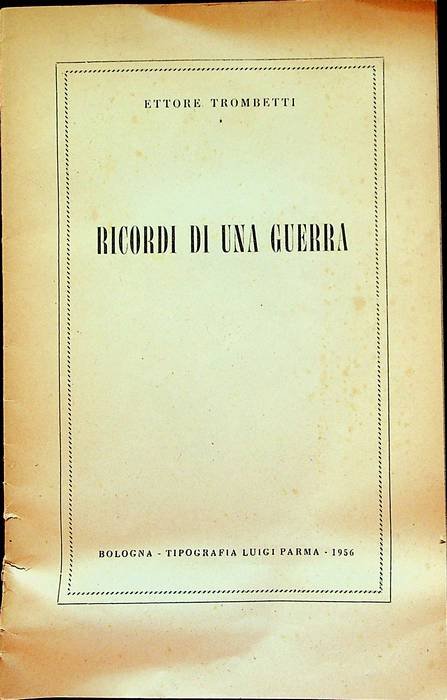 ETTORE TROMBETTI
RICORDI DI UNA GUERRA
BOLOGNA - TIPOGRAFIA LUIGI PARMA - 1956